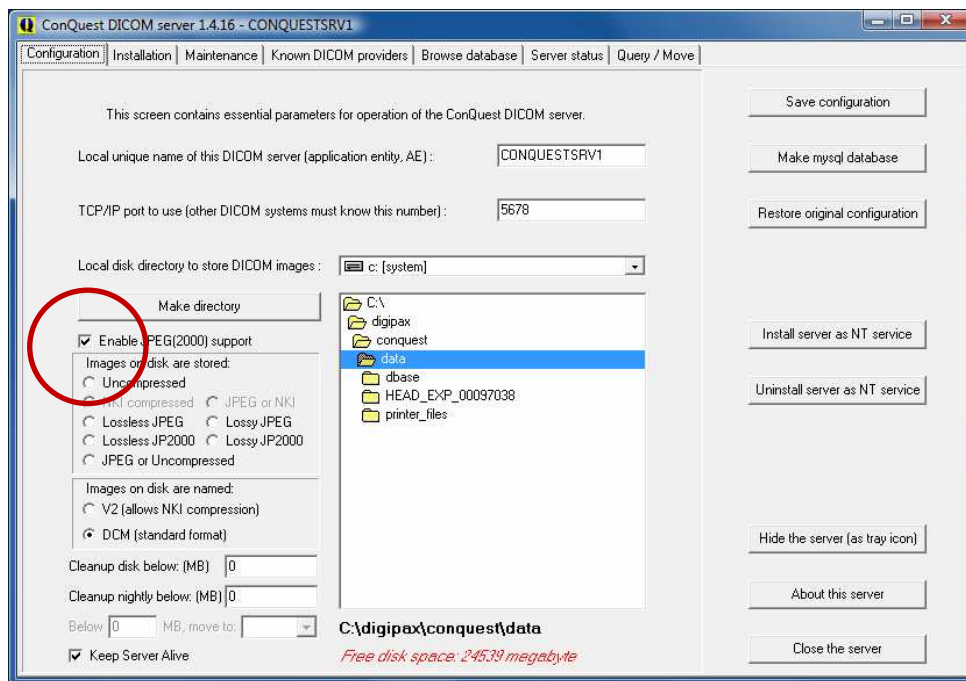 ConQuest DICOM server 1.4.16 - CONQUESTSRV1
Configuration Installation Maintenance Known DICOM providers Browse database Server status Query / Move
This screen contains essential parameters for operation of the ConQuest DICOM server.
Local unique name of this DICOM server (application entity, AE) : CONQUESTSRV1
TCP/IP port to use (other DICOM systems must know this number) : 5678
Local disk directory to store DICOM images : c: [system]
Make directory
Enable JPEG(2000) support
Images on disk are stored:
Uncompressed
NKI compressed JPEG or NKI
Lossless JPEG Lossy JPEG
Lossless JP2000 Lossy JP2000
JPEG or Uncompressed
Images on disk are named:
V2 (allows NKI compression)
DCM (standard format)
Cleanup disk below: (MB) 0
Cleanup nightly below: (MB) 0
Below 0 MB, move to:
Keep Server Alive
C:\
digipax
conquest
data
dbase
HEAD_EXP_00097038
printer_files
C:\digipax\conquest\data
Free disk space: 24539 megabyte
Save configuration
Make mysql database
Restore original configuration
Install server as NT service
Uninstall server as NT service
Hide the server (as tray icon)
About this server
Close the server